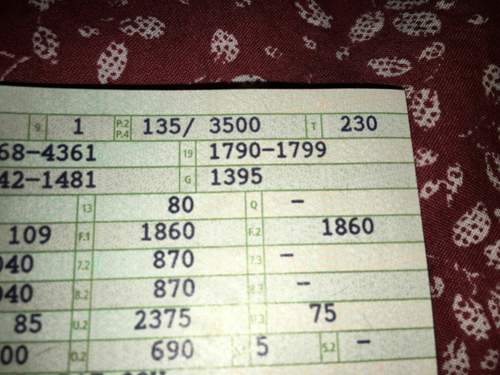 9. 1 P.2 P.4 135/ 3500 T 230
68-4361 19 1790-1799
42-1481 G 1395
13 80 Q -
109 F.1 1860 F.2 1860
040 7.2 870 7.3 -
040 8.2 870 8.3 -
85 U.2 2375 U.3 75
00 O.2 690 5 S.2 -